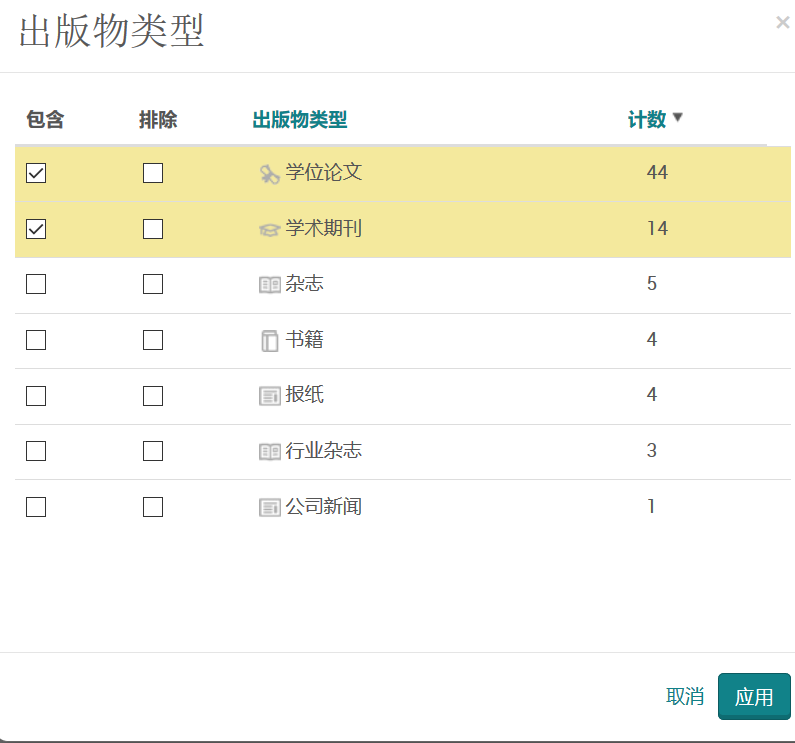 出版物类型
×
包含 排除 出版物类型 计数 ▼
学位论文 44
学术期刊 14
杂志 5
书籍 4
报纸 4
行业杂志 3
公司新闻 1
取消 应用